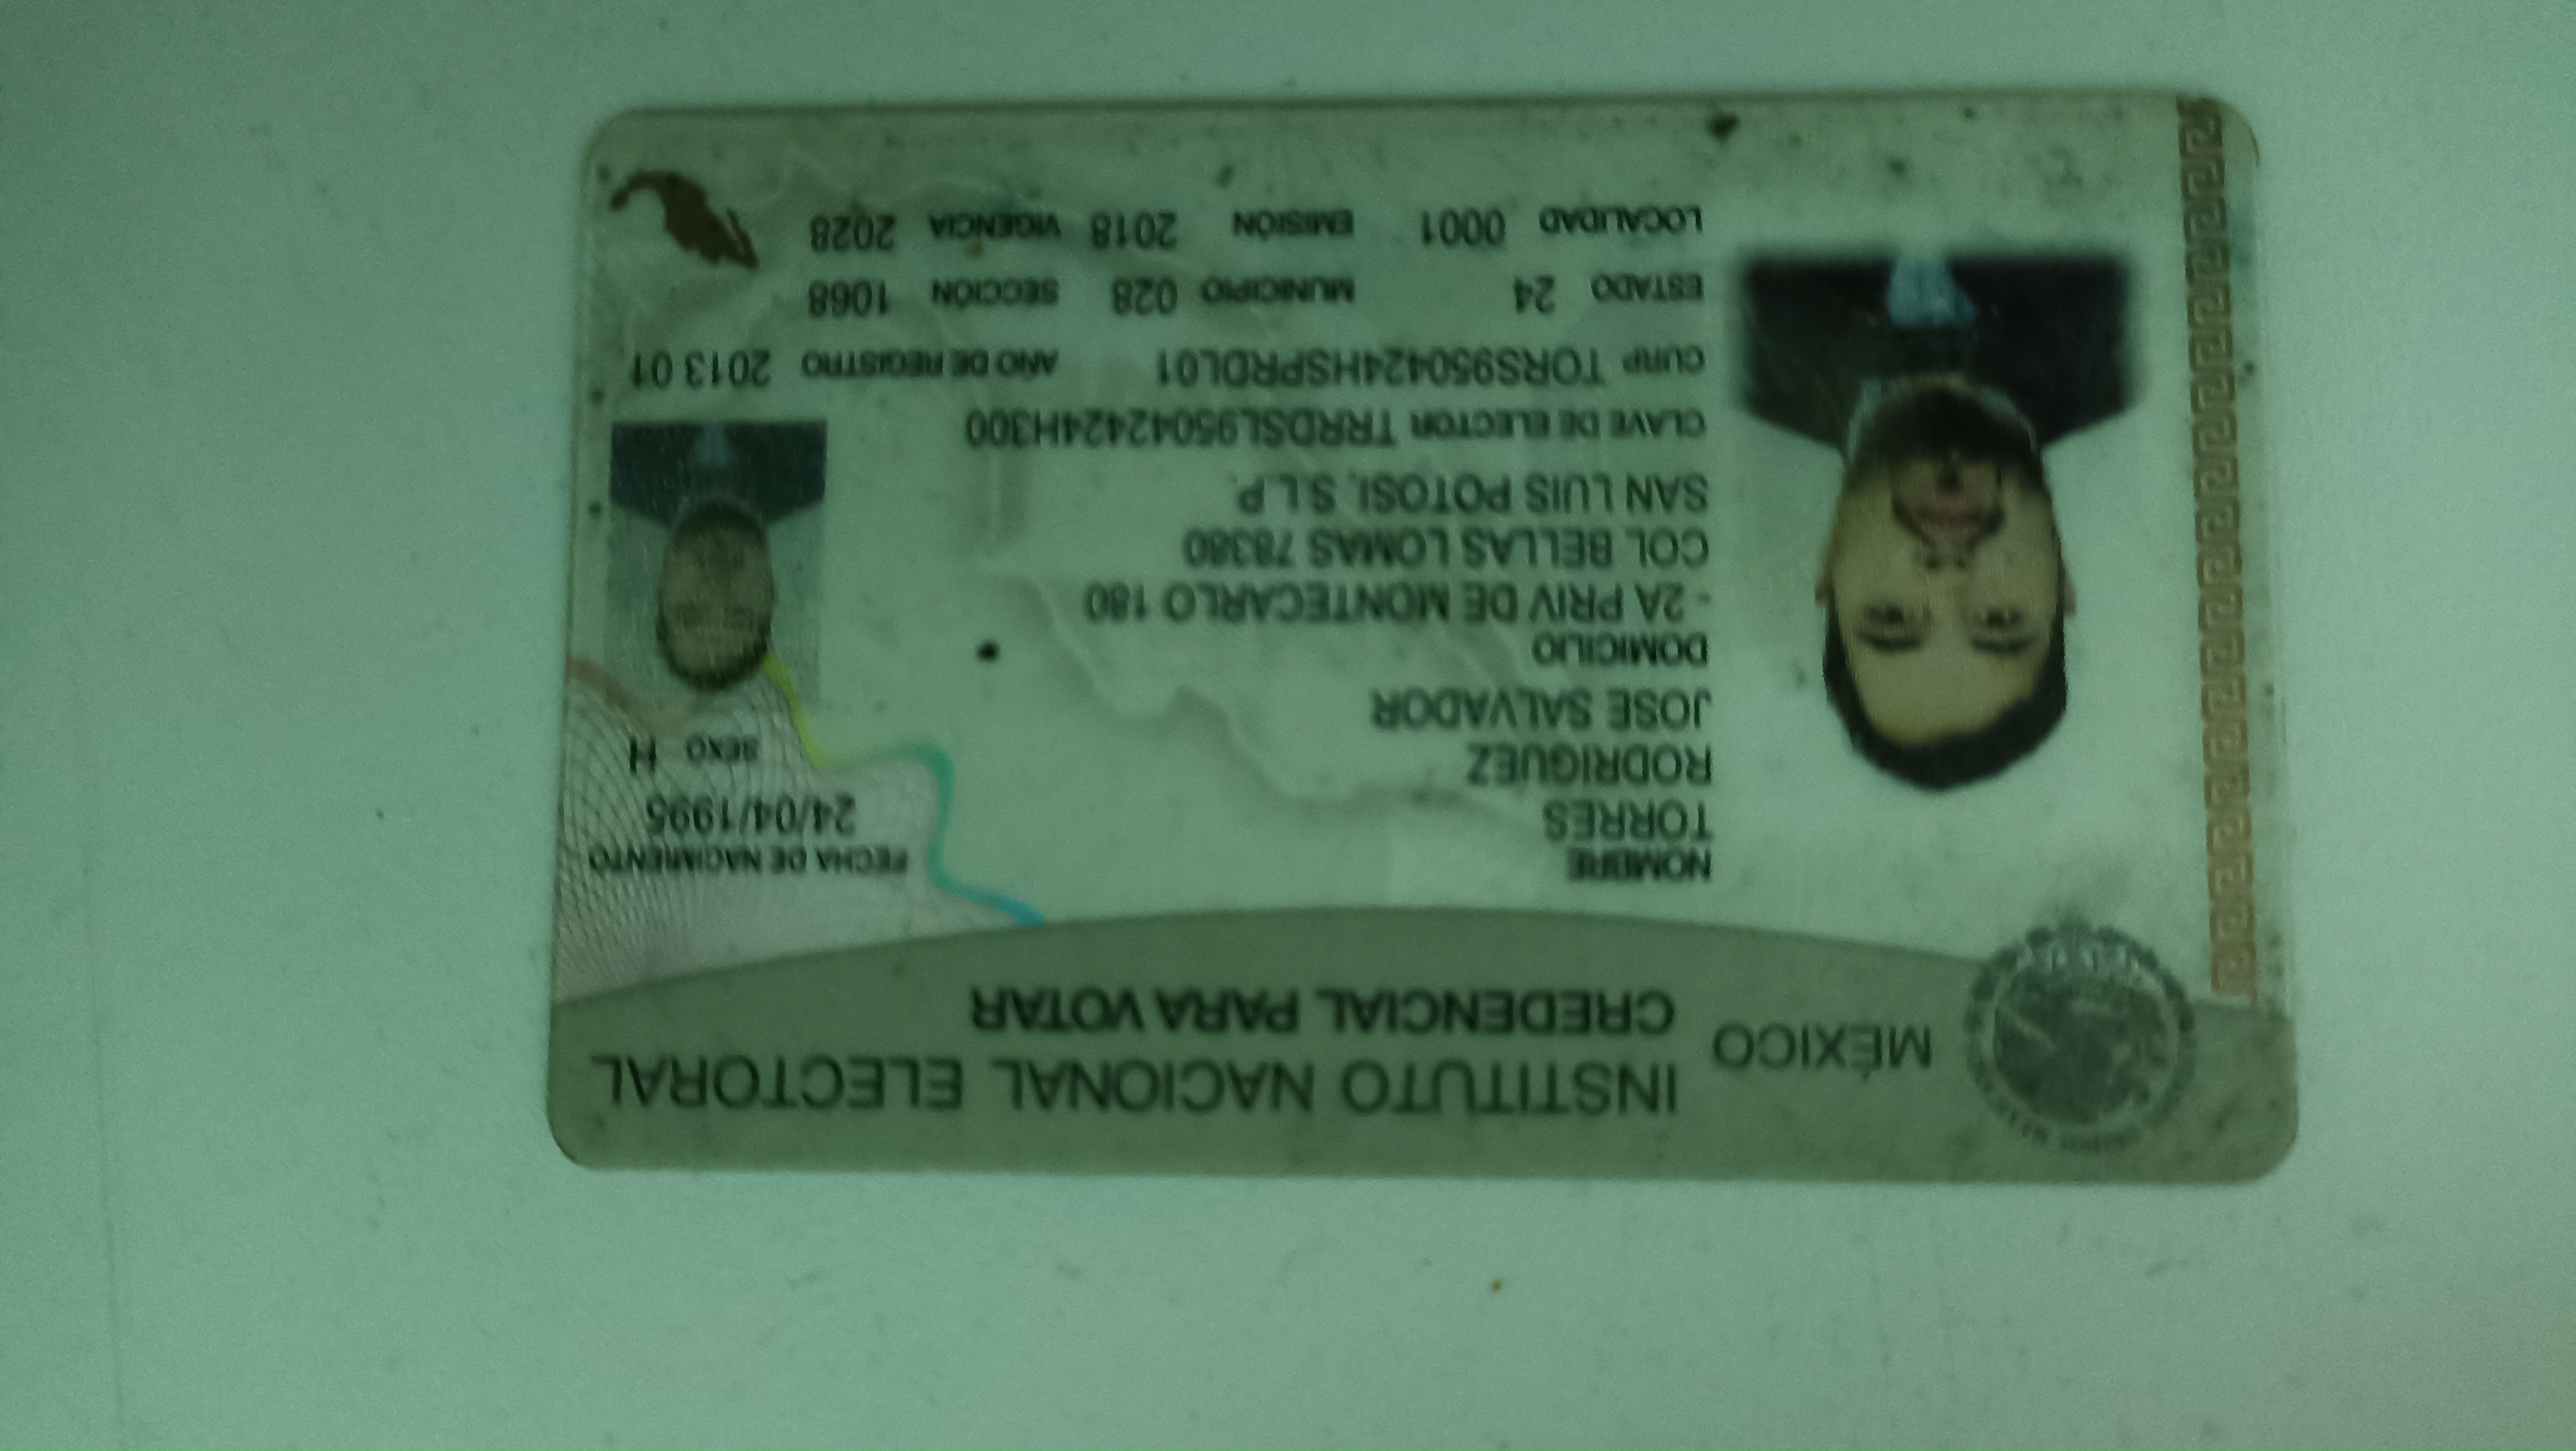 MÉXICO
INSTITUTO NACIONAL ELECTORAL
CREDENCIAL PARA VOTAR
NOMBRE
TORRES
RODRIGUEZ
JOSE SALVADOR
FECHA DE NACIMIENTO
24/04/1995
SEXO H
DOMICILIO
- 2A PRIV DE MONTECARLO 180
COL BELLAS LOMAS 78380
SAN LUIS POTOSI, S.L.P.
CLAVE DE ELECTOR TRRDSL95042424H300
CURP TORS950424HSPRDL01 AÑO DE REGISTRO 2013 01
ESTADO 24 MUNICIPIO 028 SECCIÓN 1068
LOCALIDAD 0001 EMISIÓN 2018 VIGENCIA 2028